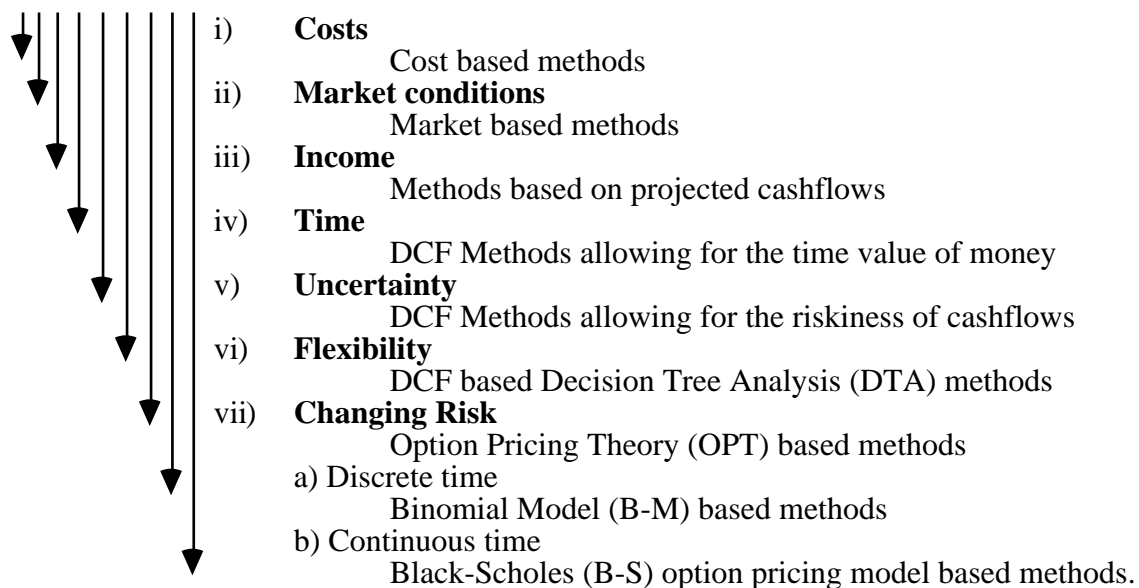 i) Costs
Cost based methods
ii) Market conditions
Market based methods
iii) Income
Methods based on projected cashflows
iv) Time
DCF Methods allowing for the time value of money
v) Uncertainty
DCF Methods allowing for the riskiness of cashflows
vi) Flexibility
DCF based Decision Tree Analysis (DTA) methods
vii) Changing Risk
Option Pricing Theory (OPT) based methods
a) Discrete time
Binomial Model (B-M) based methods
b) Continuous time
Black-Scholes (B-S) option pricing model based methods.